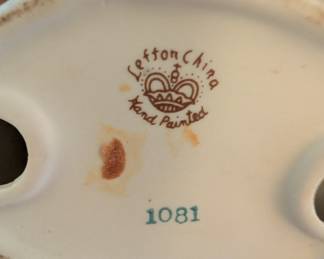 Lefton China
Hand Painted
1081